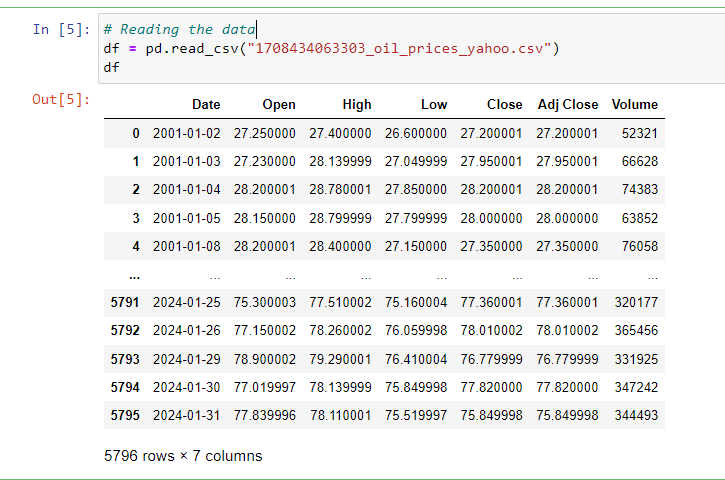 In [5]: # Reading the data
df = pd.read_csv("1708434063303_oil_prices_yahoo.csv")
df
Out[5]:
Date Open High Low Close Adj Close Volume
0 2001-01-02 27.250000 27.400000 26.600000 27.200001 27.200001 52321
1 2001-01-03 27.230000 28.139999 27.049999 27.950001 27.950001 66628
2 2001-01-04 28.200001 28.780001 27.850000 28.200001 28.200001 74383
3 2001-01-05 28.150000 28.799999 27.799999 28.000000 28.000000 63852
4 2001-01-08 28.200001 28.400000 27.150000 27.350000 27.350000 76058
... ... ... ... ... ... ... ...
5791 2024-01-25 75.300003 77.510002 75.160004 77.360001 77.360001 320177
5792 2024-01-26 77.150002 78.260002 76.059998 78.010002 78.010002 365456
5793 2024-01-29 78.900002 79.290001 76.410004 76.779999 76.779999 331925
5794 2024-01-30 77.019997 78.139999 75.849998 77.820000 77.820000 347242
5795 2024-01-31 77.839996 78.110001 75.519997 75.849998 75.849998 344493
5796 rows × 7 columns